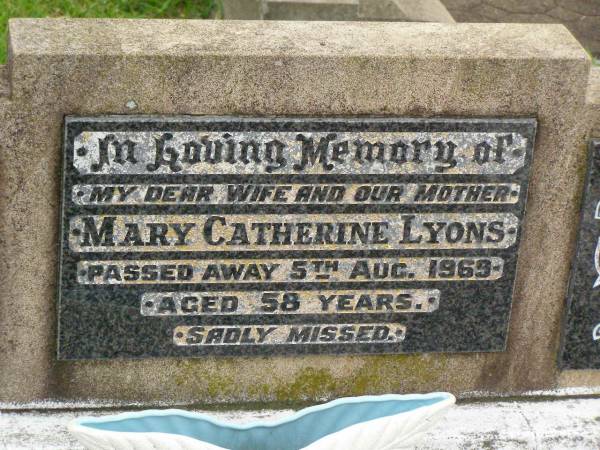 In Loving Memory of
MY DEAR WIFE AND OUR MOTHER
MARY CATHERINE LYONS
PASSED AWAY 5TH AUG. 1969
AGED 58 YEARS.
SADLY MISSED.